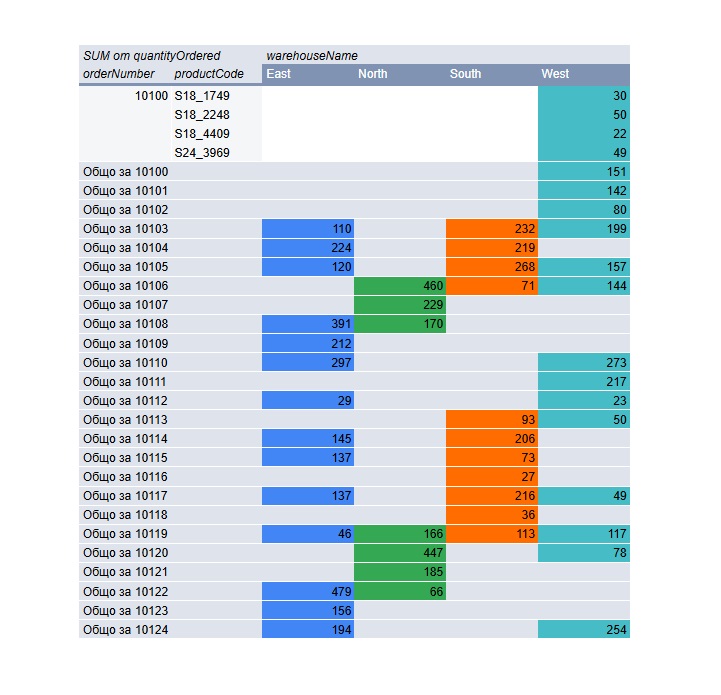 SUM от quantityOrdered warehouseName
orderNumber productCode East North South West
10100 S18_1749 30
S18_2248 50
S18_4409 22
S24_3969 49
Общо за 10100 151
Общо за 10101 142
Общо за 10102 80
Общо за 10103 110 232 199
Общо за 10104 224 219
Общо за 10105 120 268 157
Общо за 10106 460 71 144
Общо за 10107 229
Общо за 10108 391 170
Общо за 10109 212
Общо за 10110 297 273
Общо за 10111 217
Общо за 10112 29 23
Общо за 10113 93 50
Общо за 10114 145 206
Общо за 10115 137 73
Общо за 10116 27
Общо за 10117 137 216 49
Общо за 10118 36
Общо за 10119 46 166 113 117
Общо за 10120 447 78
Общо за 10121 185
Общо за 10122 479 66
Общо за 10123 156
Общо за 10124 194 254